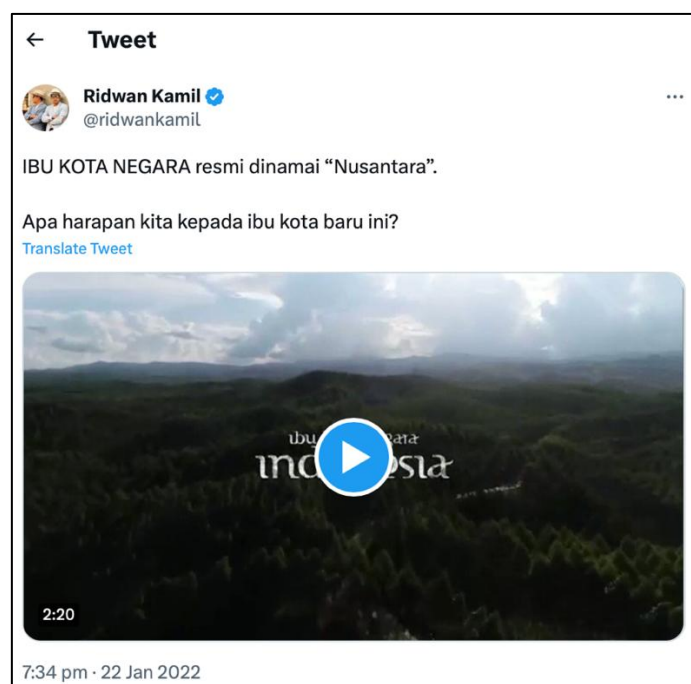 Tweet
Ridwan Kamil
@ridwankamil
IBU KOTA NEGARA resmi dinamai “Nusantara”.
Apa harapan kita kepada ibu kota baru ini?
Translate Tweet
ibu
2:20
7:34 pm · 22 Jan 2022